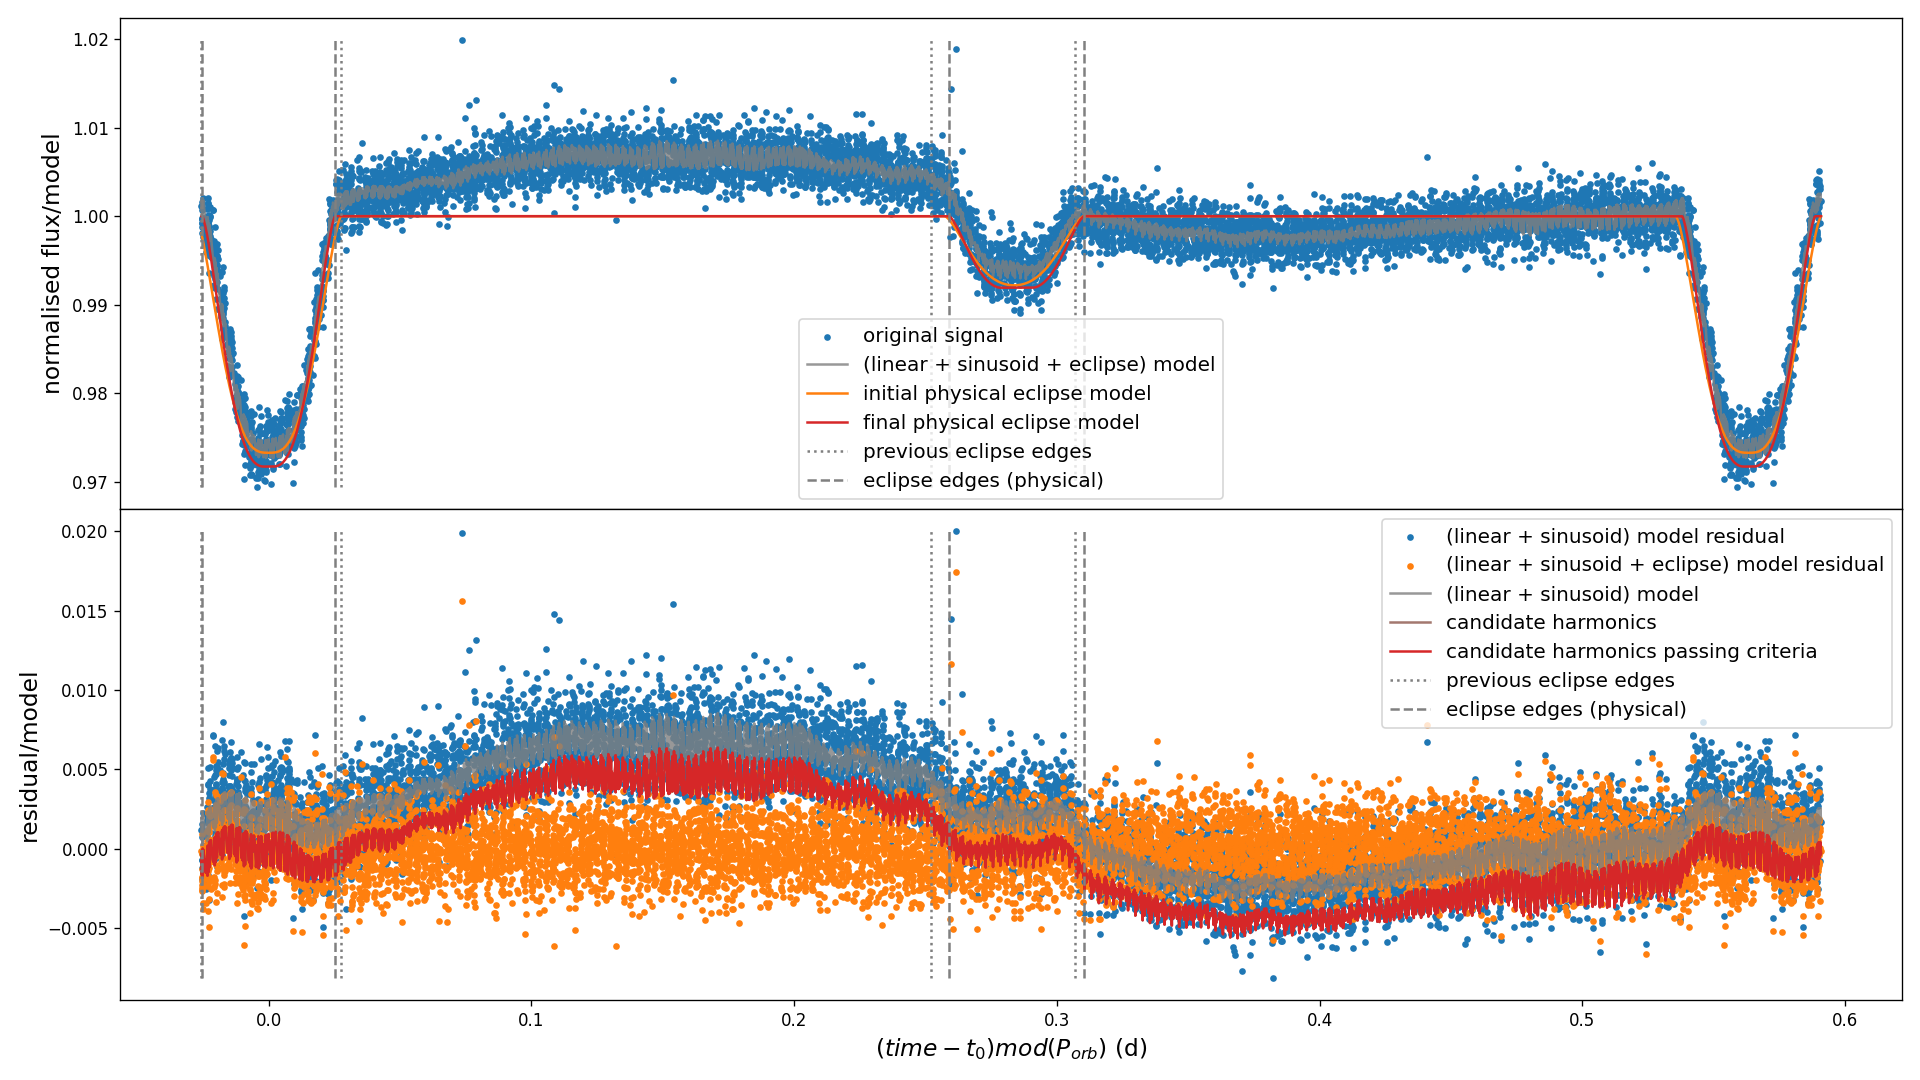 1.02
1.01
1.00
0.99
0.98
0.97
normalised flux/model
original signal
(linear + sinusoid + eclipse) model
initial physical eclipse model
final physical eclipse model
previous eclipse edges
eclipse edges (physical)
0.020
0.015
0.010
0.005
0.000
−0.005
residual/model
(linear + sinusoid) model residual
(linear + sinusoid + eclipse) model residual
(linear + sinusoid) model
candidate harmonics
candidate harmonics passing criteria
previous eclipse edges
eclipse edges (physical)
0.0 0.1 0.2 0.3 0.4 0.5 0.6
(time − t₀)mod(P_orb) (d)